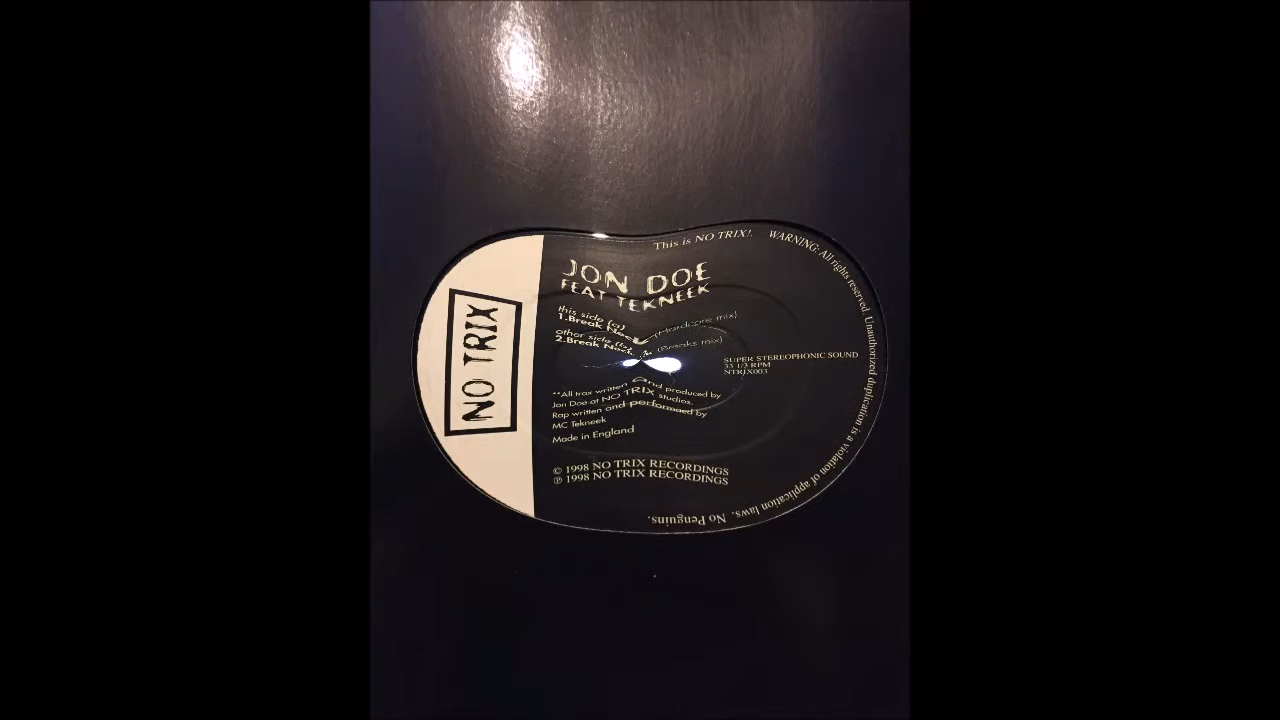 This is NO TRIX!. WARNING: All rights reserved. Unauthorized duplication is a violation of application laws. No Penguins.
NO TRIX
JON DOE
FEAT TEKNEEK
this side (a)
1.Break Neck (Hardcore mix)
other side (b)
2.Break Neck (Breaks mix)
SUPER STEREOPHONIC SOUND
33 1/3 RPM
NTRIX003
**All trax written and produced by
Jon Doe at NO TRIX studios.
Rap written and performaed by
MC Tekneek
Made in England
© 1998 NO TRIX RECORDINGS
℗ 1998 NO TRIX RECORDINGS